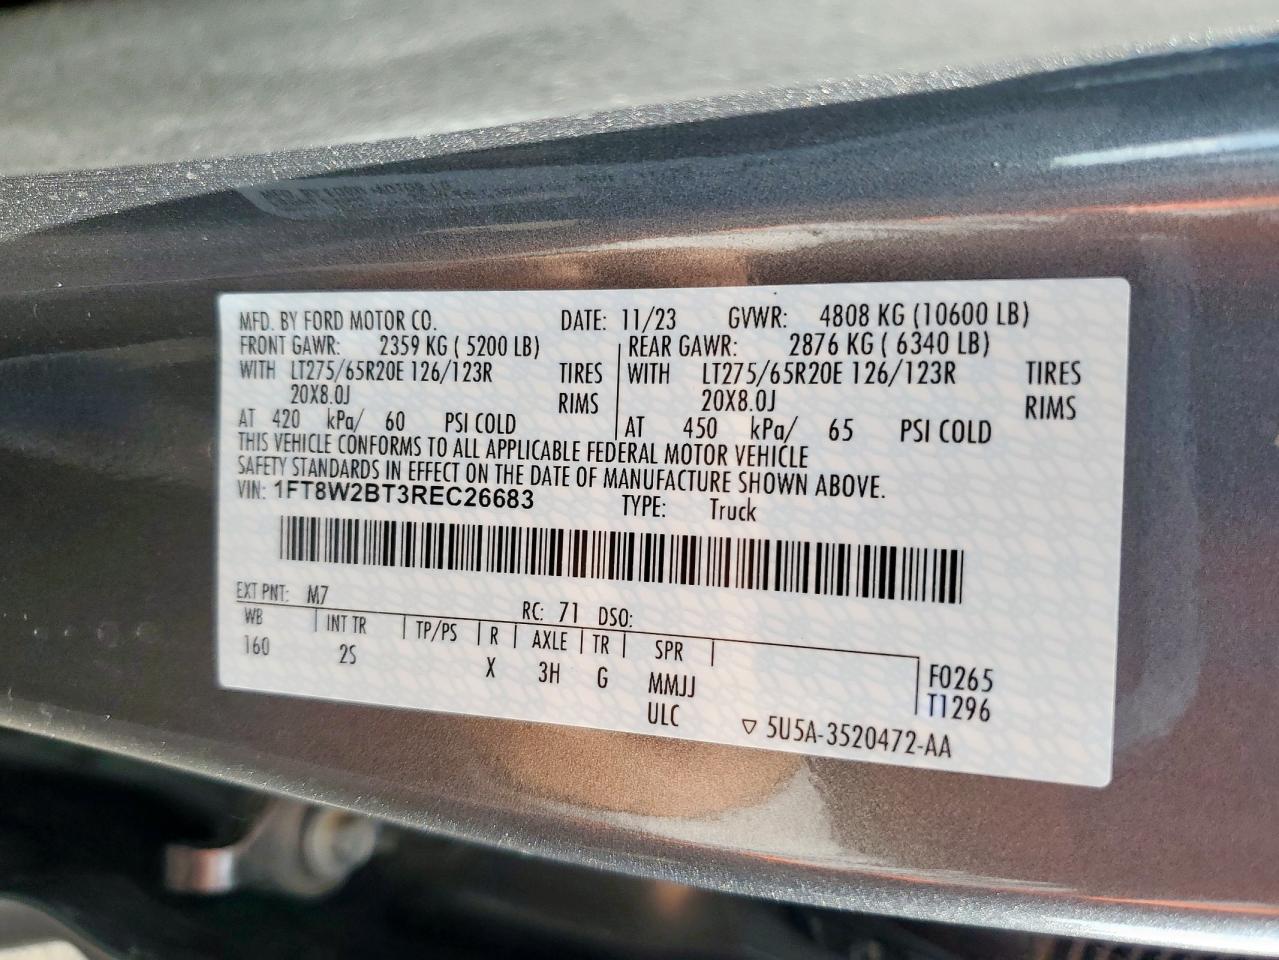 MFD. BY FORD MOTOR CO. DATE: 11/23 GVWR: 4808 KG (10600 LB)
FRONT GAWR: 2359 KG ( 5200 LB) REAR GAWR: 2876 KG ( 6340 LB)
WITH LT275/65R20E 126/123R TIRES WITH LT275/65R20E 126/123R TIRES
20X8.0J RIMS 20X8.0J RIMS
AT 420 kPa/ 60 PSI COLD AT 450 kPa/ 65 PSI COLD
THIS VEHICLE CONFORMS TO ALL APPLICABLE FEDERAL MOTOR VEHICLE
SAFETY STANDARDS IN EFFECT ON THE DATE OF MANUFACTURE SHOWN ABOVE.
VIN: 1FT8W2BT3REC26683 TYPE: Truck
EXT PNT: M7 RC: 71 DSO:
WB INT TR TP/PS R AXLE TR SPR
160 2S X 3H G MMJJ F0265
ULC T1296
▽ 5U5A-3520472-AA